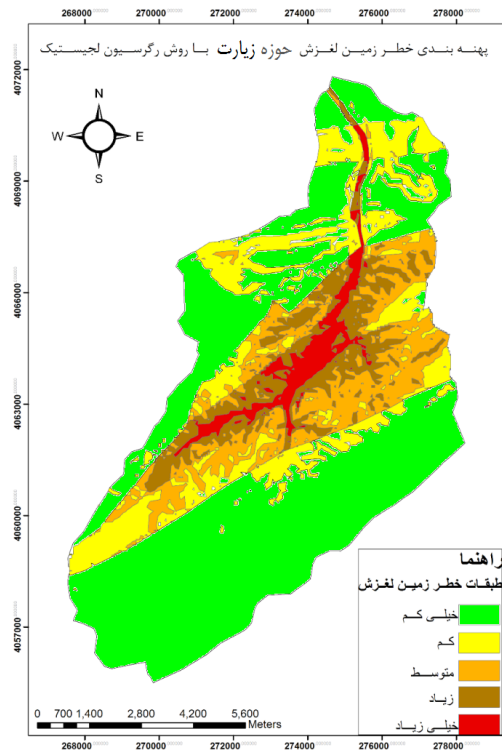 268000 270000 272000 274000 276000 278000
پهنه بندی خطر زمین لغزش حوزه زیارت با روش رگرسیون لجیستیک
4072000
N
W E
S
4069000
4066000
4063000
4060000
4057000
راهنما
طبقات خطر زمین لغزش
خیلی کم
کم
متوسط
زیاد
خیلی زیاد
0 700 1,400 2,800 4,200 5,600
Meters
268000 270000 272000 274000 276000 278000